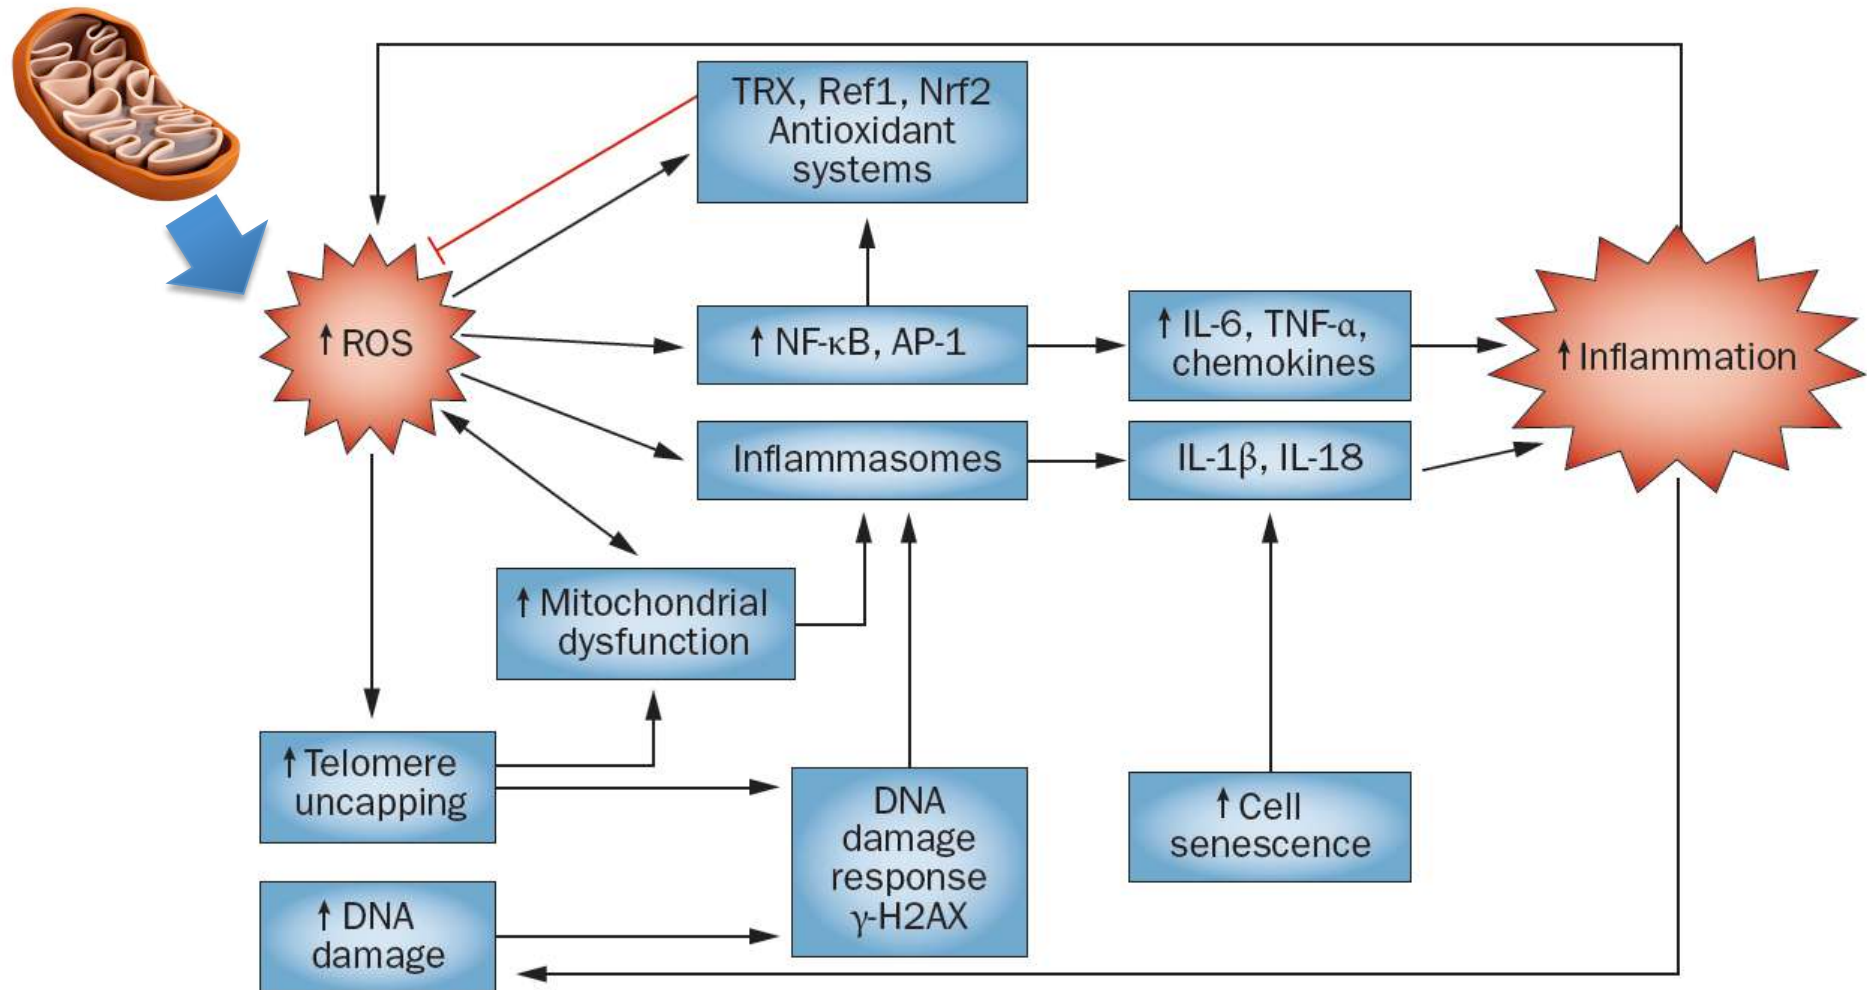 TRX, Ref1, Nrf2
Antioxidant
systems
↑ ROS
↑ NF-κB, AP-1
↑ IL-6, TNF-α,
chemokines
↑ Inflammation
Inflammasomes
IL-1β, IL-18
↑ Mitochondrial
dysfunction
↑ Telomere
uncapping
DNA
damage
response
γ-H2AX
↑ Cell
senescence
↑ DNA
damage